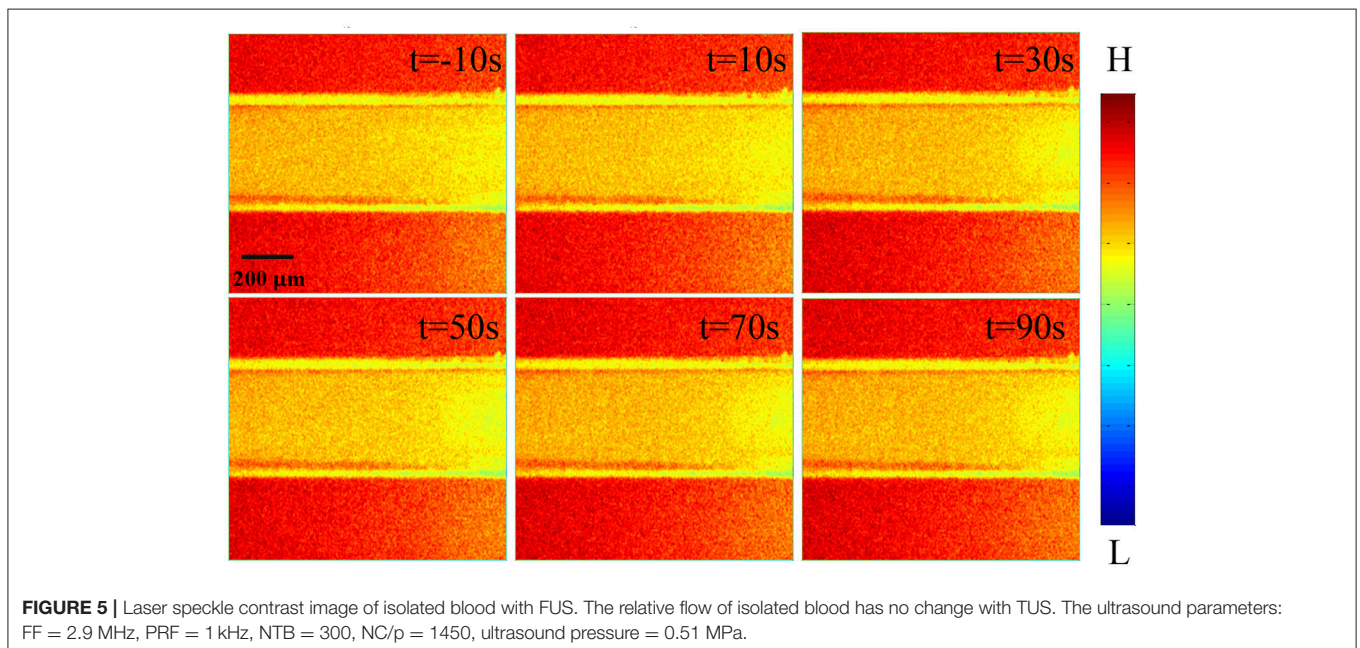 t=-10s
t=10s
t=30s
H
200 μm
t=50s
t=70s
t=90s
L
FIGURE 5 | Laser speckle contrast image of isolated blood with FUS. The relative flow of isolated blood has no change with TUS. The ultrasound parameters:
FF = 2.9 MHz, PRF = 1 kHz, NTB = 300, NC/p = 1450, ultrasound pressure = 0.51 MPa.